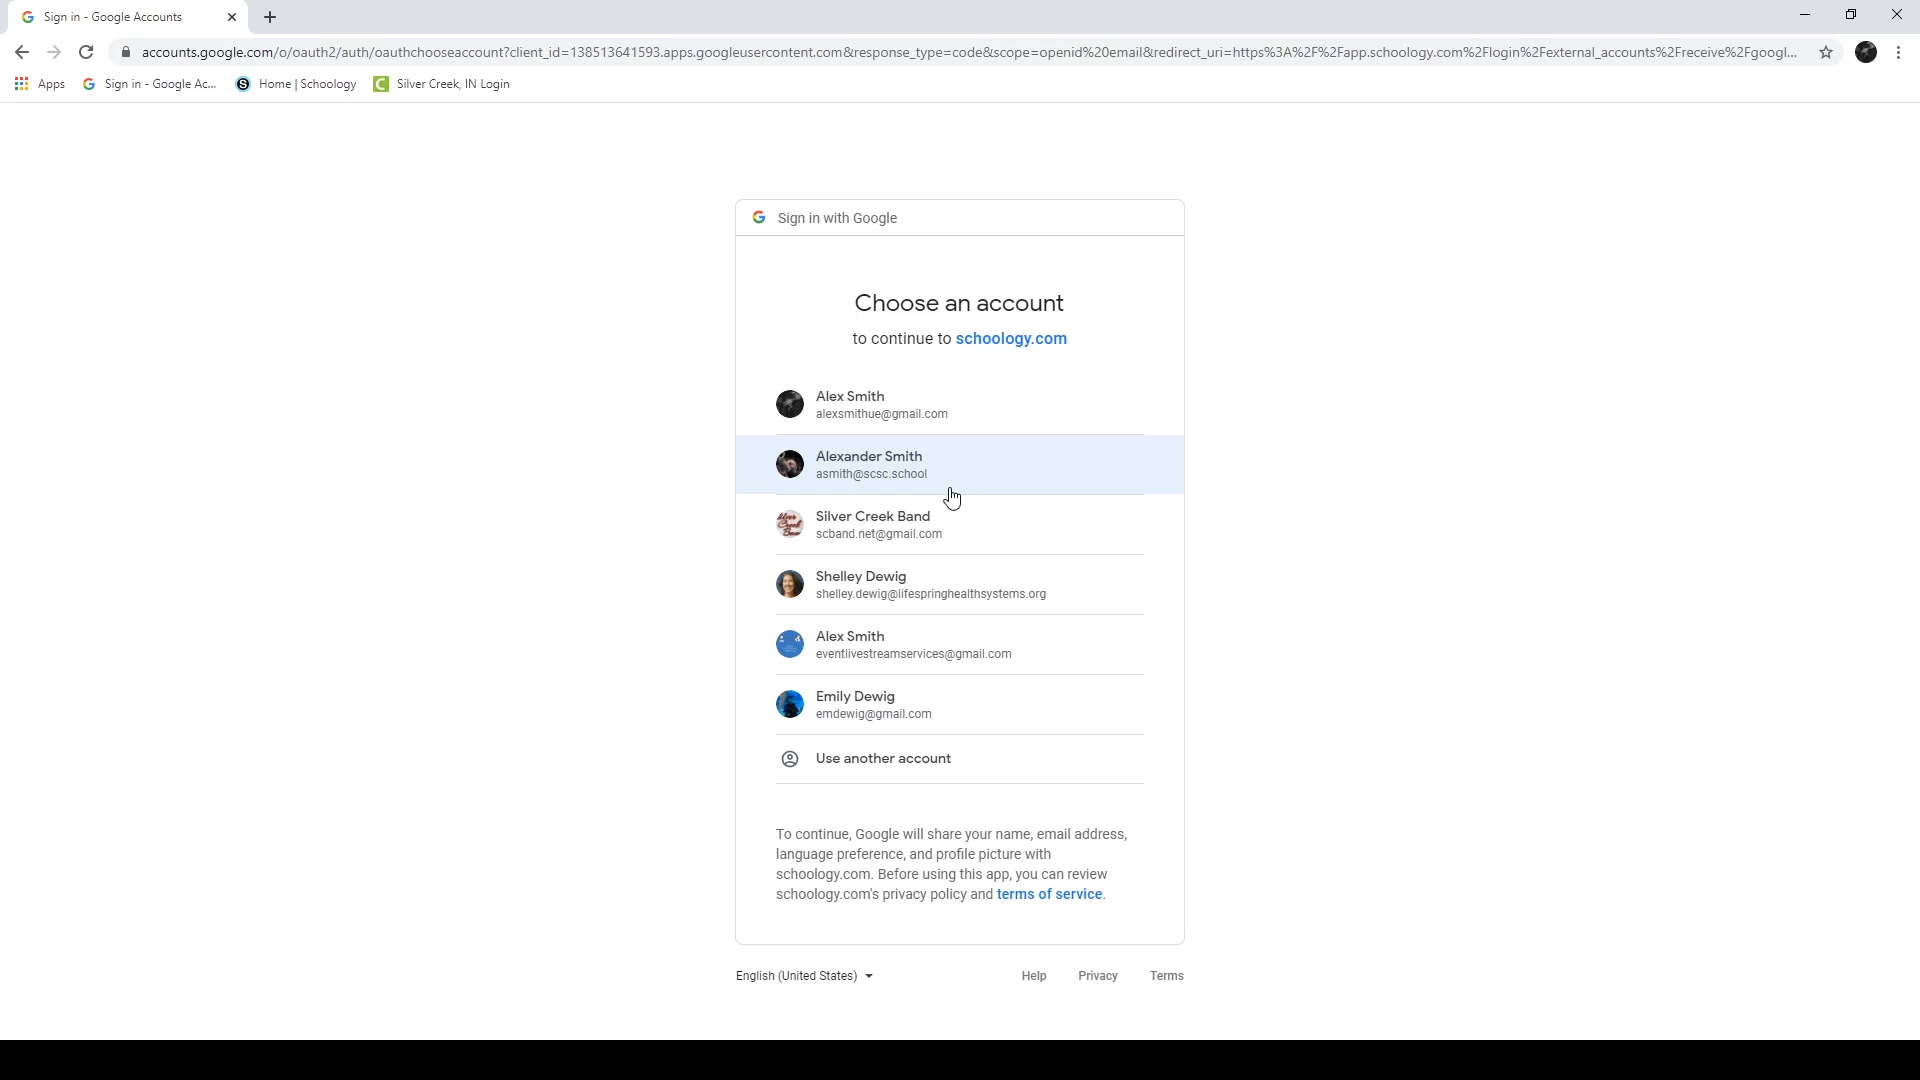 Sign in - Google Accounts
accounts.google.com/o/oauth2/auth/oauthchooseaccount?client_id=138513641593.apps.googleusercontent.com&response_type=code&scope=openid%20email&redirect_uri=https%3A%2F%2Fapp.schoology.com%2Flogin%2Fexternal_accounts%2Freceive%2Fgoogl...
Apps
Sign in - Google Ac...
Home | Schoology
Silver Creek, IN Login
Sign in with Google
Choose an account
to continue to schoology.com
Alex Smith
alexsmithue@gmail.com
Alexander Smith
asmith@scsc.school
Silver Creek Band
scband.net@gmail.com
Shelley Dewig
shelley.dewig@lifespringhealthsystems.org
Alex Smith
eventlivestreamservices@gmail.com
Emily Dewig
emdewig@gmail.com
Use another account
To continue, Google will share your name, email address,
language preference, and profile picture with
schoology.com. Before using this app, you can review
schoology.com's privacy policy and terms of service.
English (United States)
Help
Privacy
Terms